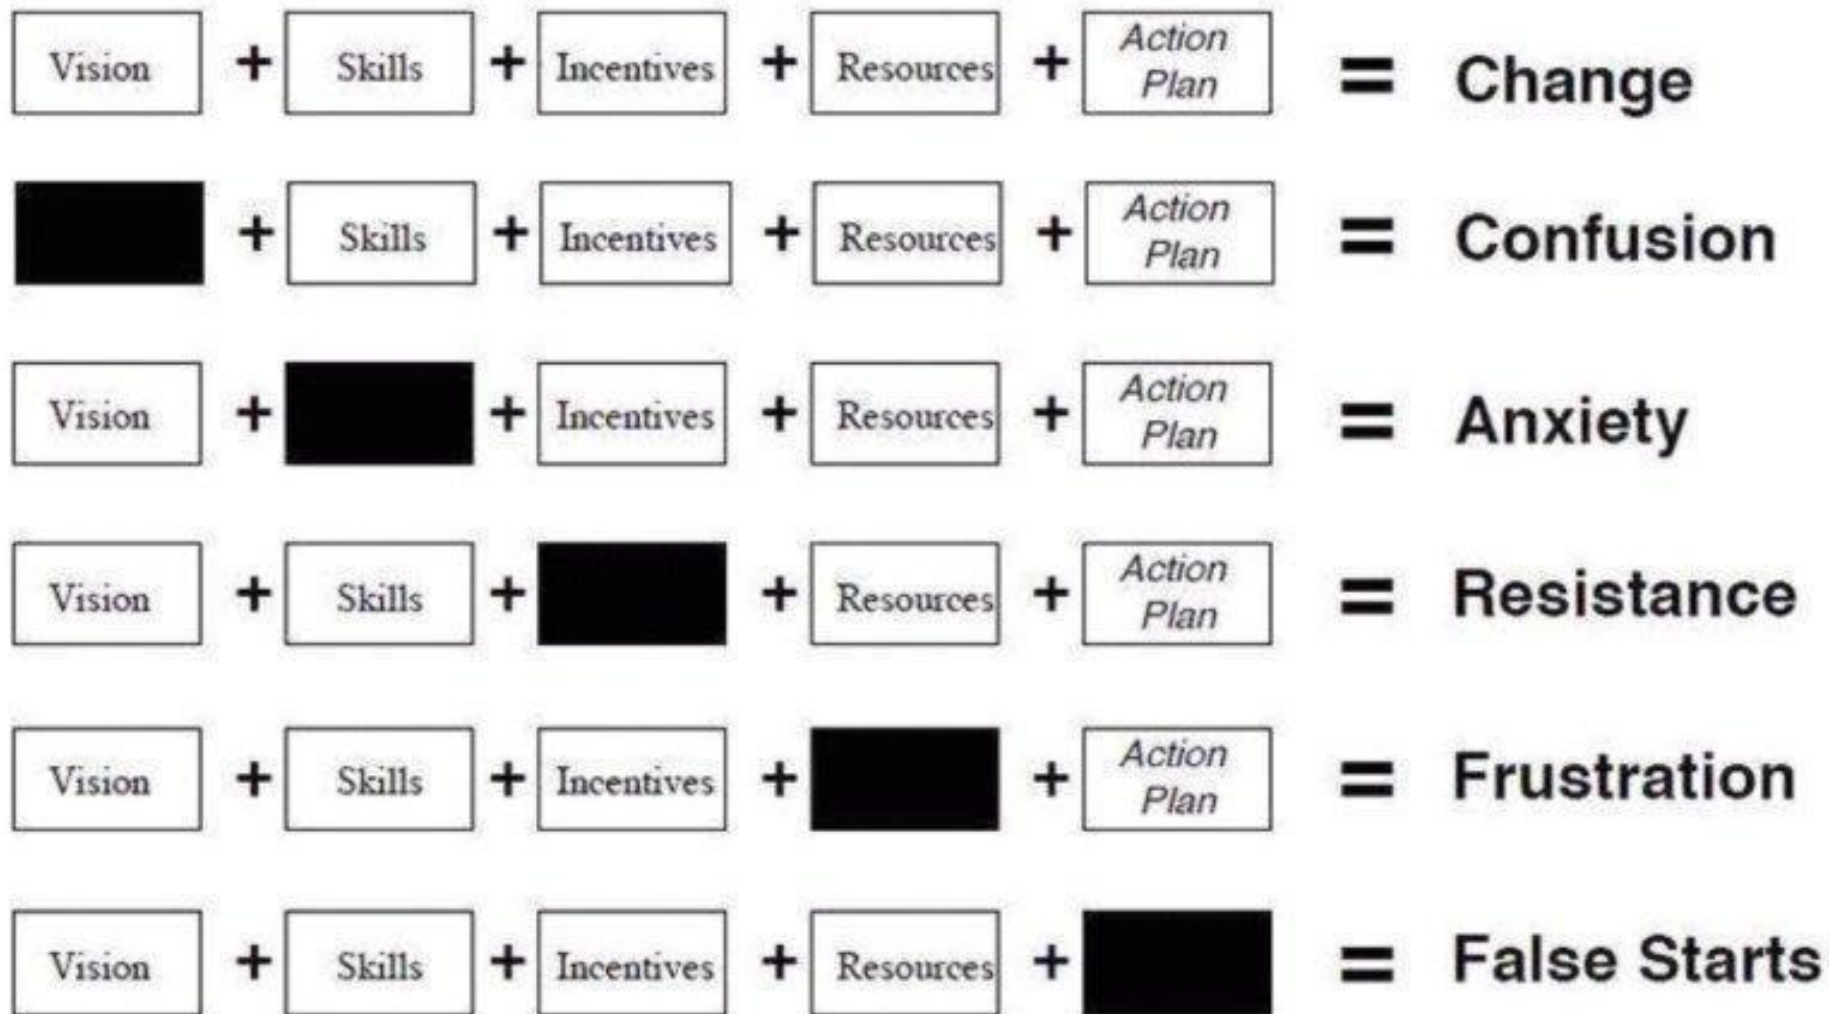 Vision + Skills + Incentives + Resources + Action Plan = Change
+ Skills + Incentives + Resources + Action Plan = Confusion
Vision + + Incentives + Resources + Action Plan = Anxiety
Vision + Skills + + Resources + Action Plan = Resistance
Vision + Skills + Incentives + + Action Plan = Frustration
Vision + Skills + Incentives + Resources + = False Starts